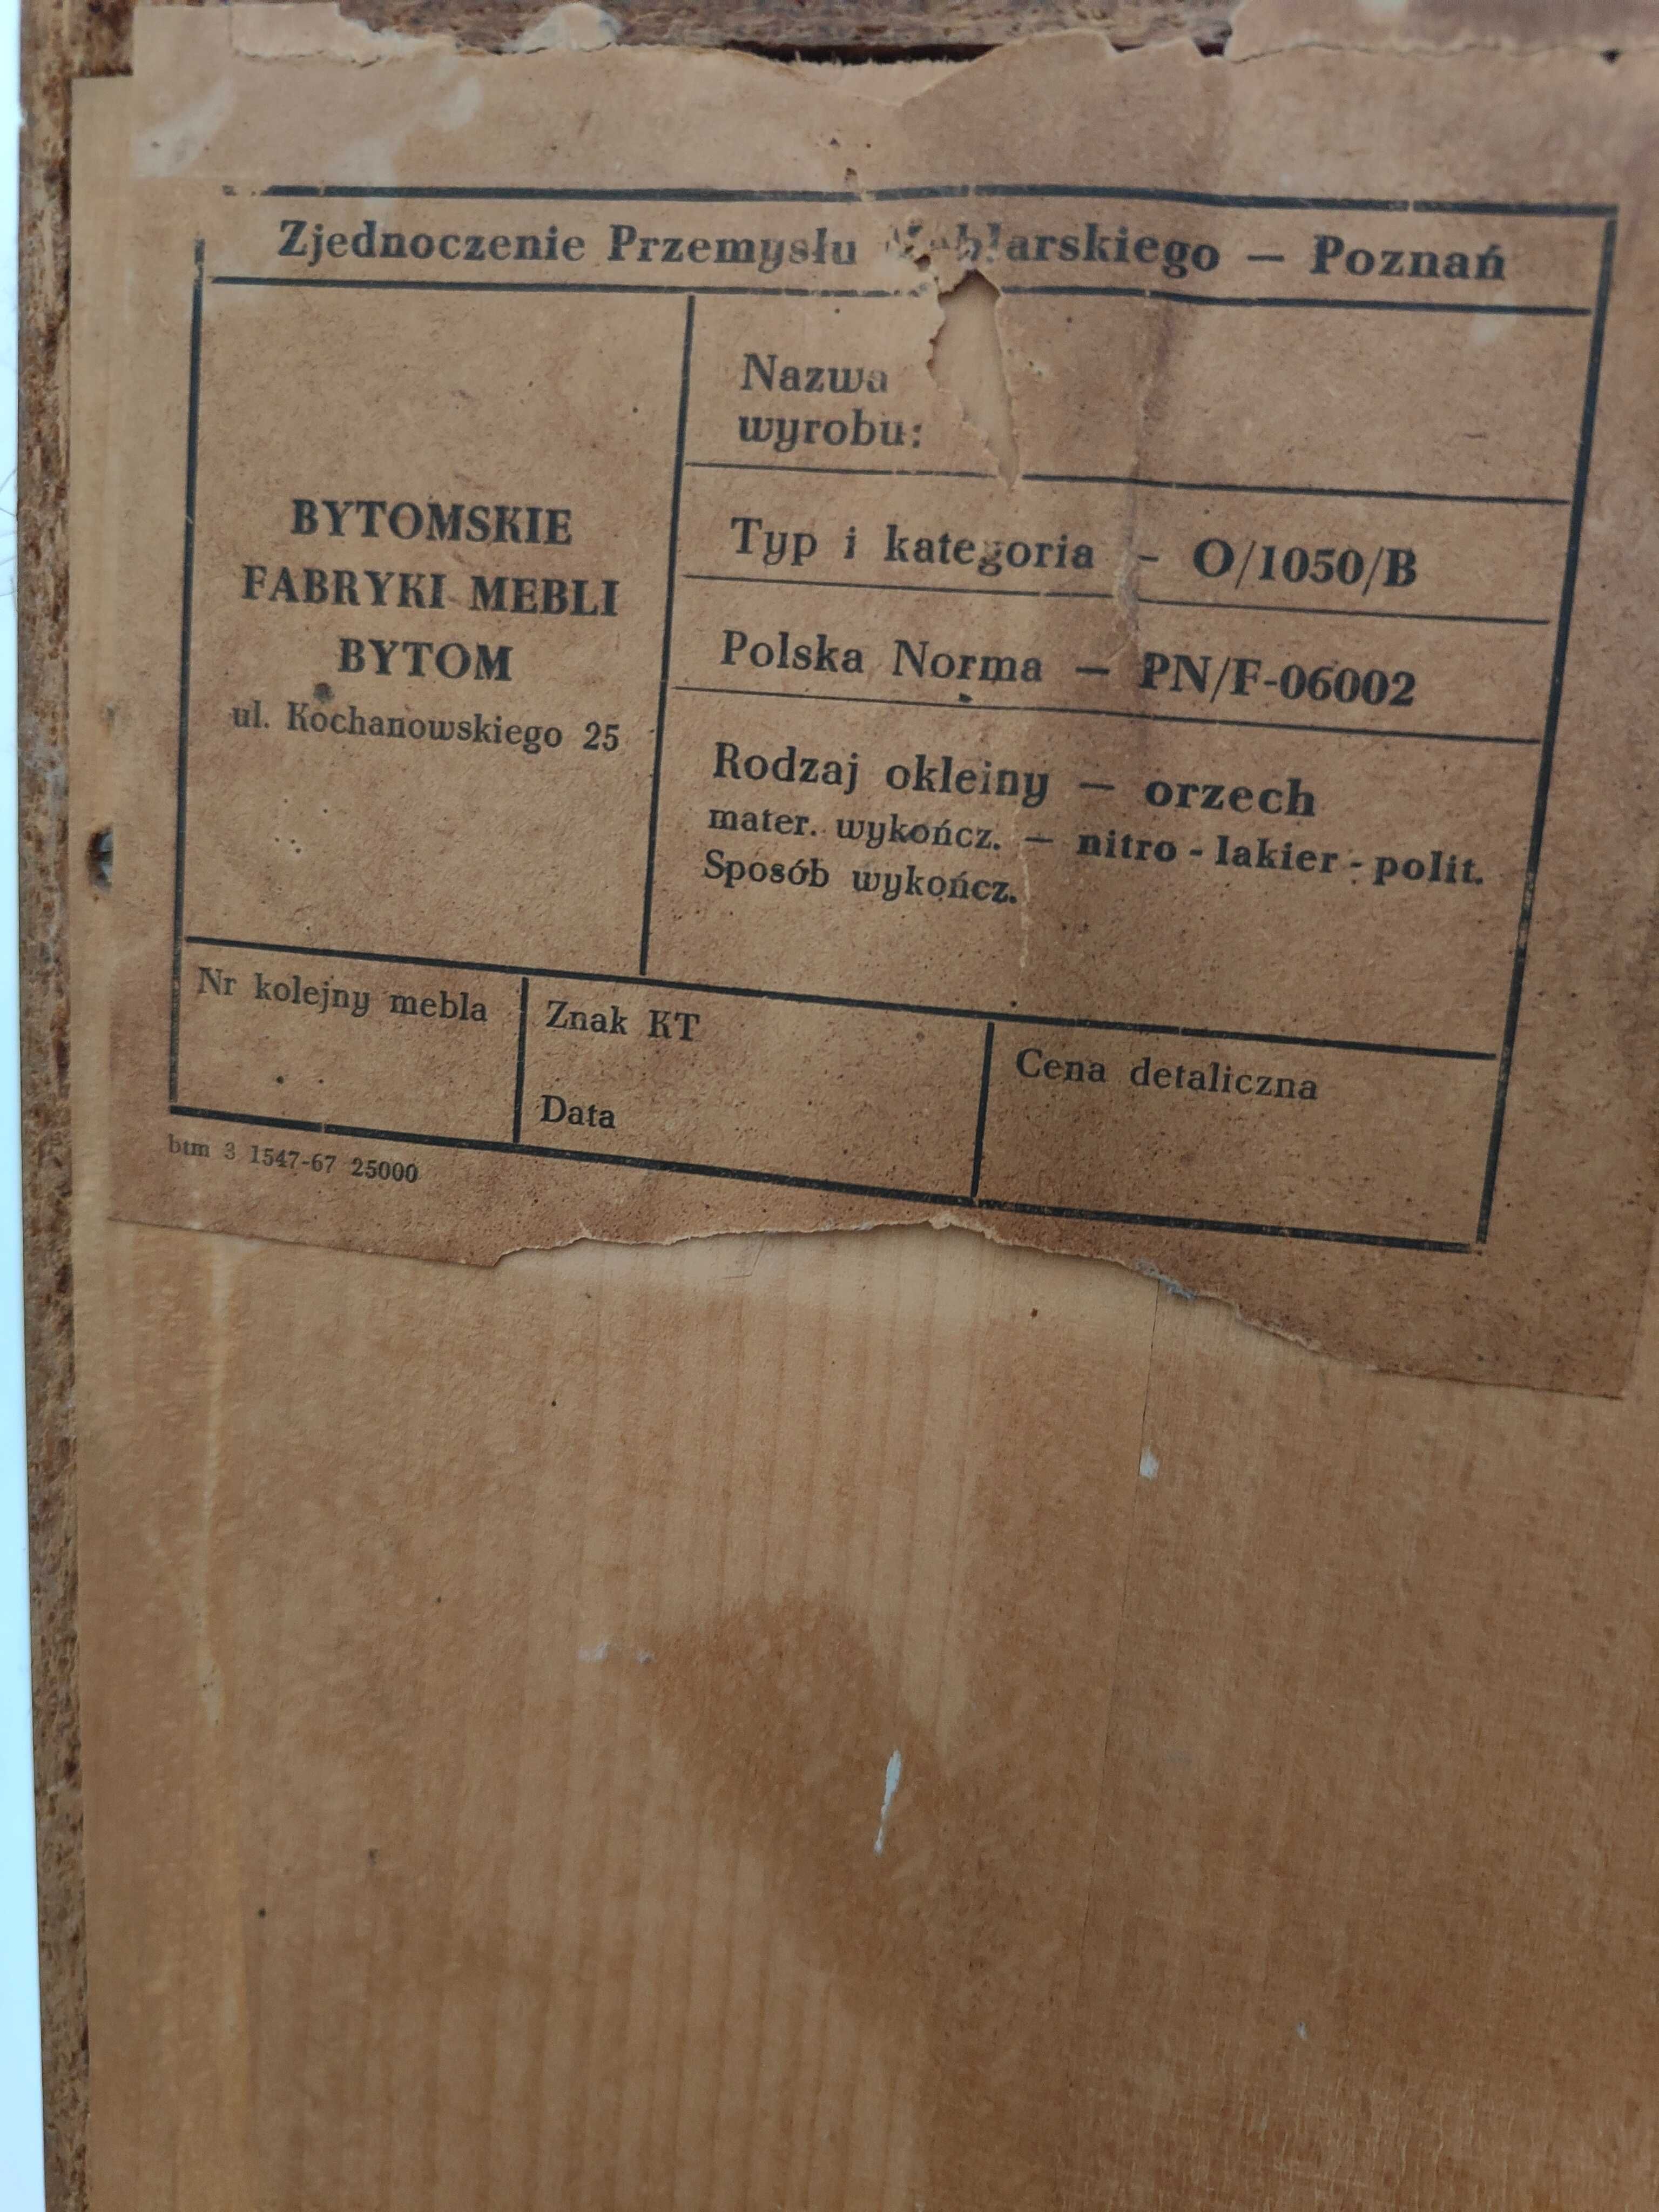 Zjednoczenie Przemysłu Meblarskiego — Poznań
BYTOMSKIE
FABRYKI MEBLI
BYTOM
ul. Kochanowskiego 25
Nazwa
wyrobu:
Typ i kategoria - O/1050/B
Polska Norma — PN/F-06002
Rodzaj okleiny — orzech
mater. wykończ. — nitro - lakier - polit.
Sposób wykończ.
Nr kolejny mebla
Znak KT
Data
Cena detaliczna
btm 3 1547-67 25000